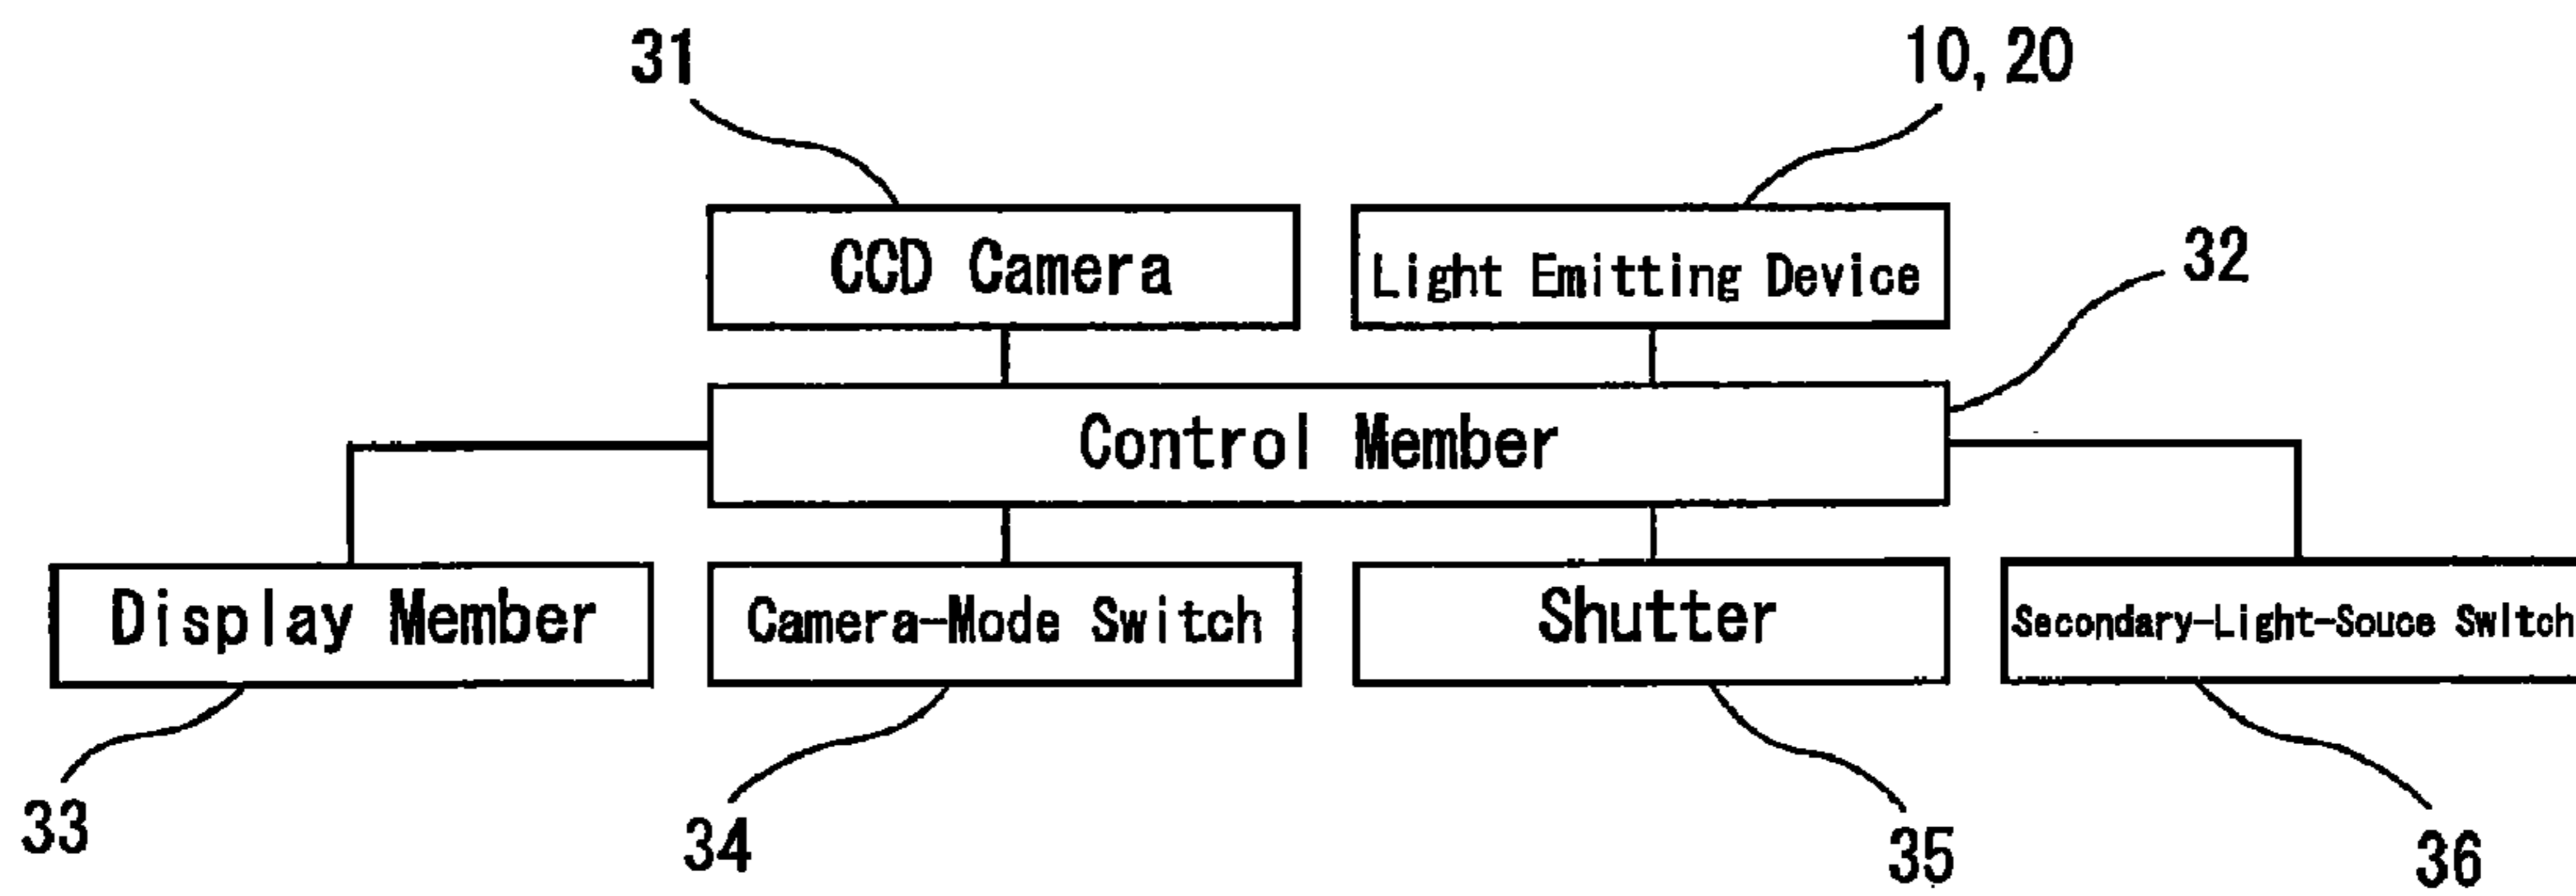 31
10, 20
CCD Camera
Light Emitting Device
32
Control Member
Display Member
Camera-Mode Switch
Shutter
Secondary-Light-Souce Switch
33
34
35
36